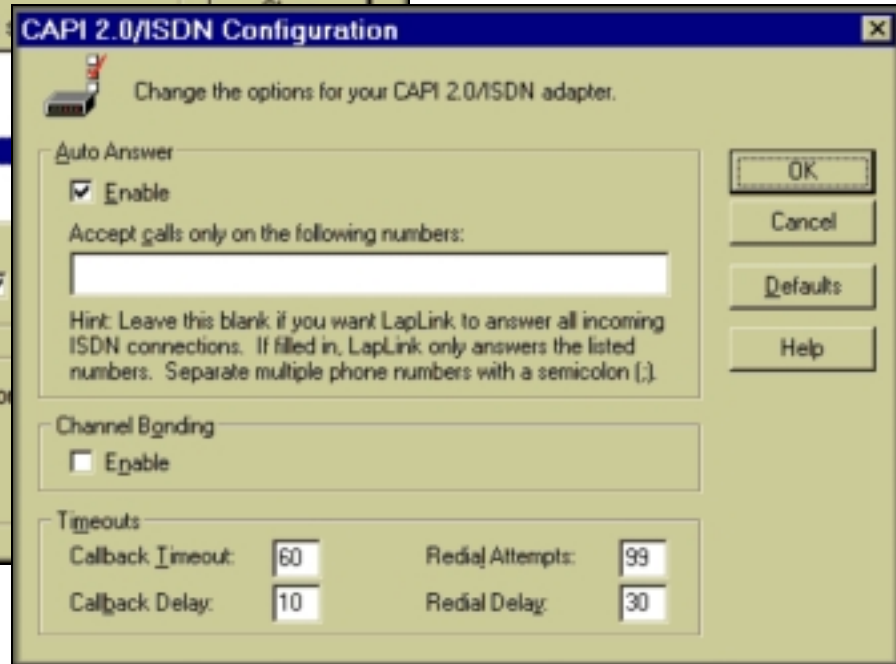 CAPI 2.0/ISDN Configuration
Change the options for your CAPI 2.0/ISDN adapter.
Auto Answer
Enable
Accept calls only on the following numbers:
Hint: Leave this blank if you want LapLink to answer all incoming
ISDN connections. If filled in, LapLink only answers the listed
numbers. Separate multiple phone numbers with a semicolon (;).
OK
Cancel
Defaults
Help
Channel Bonding
Enable
Timeouts
Callback Timeout: 60 Redial Attempts: 99
Callback Delay: 10 Redial Delay: 30